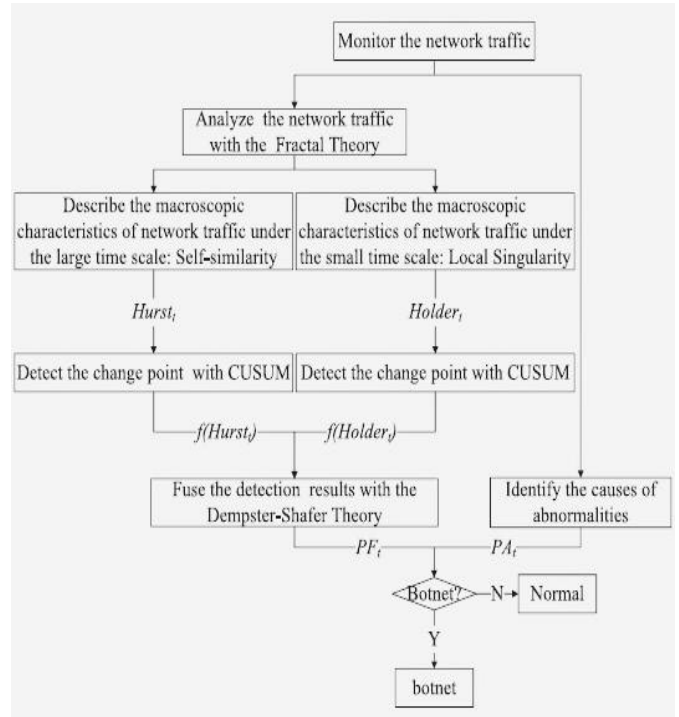 Monitor the network traffic
Analyze the network traffic
with the Fractal Theory
Describe the macroscopic
characteristics of network traffic under
the large time scale: Self-similarity
Describe the macroscopic
characteristics of network traffic under
the small time scale: Local Singularity
Hurst_t
Holder_t
Detect the change point with CUSUM
Detect the change point with CUSUM
f(Hurst_t)
f(Holder_t)
Fuse the detection results with the
Dempster-Shafer Theory
Identify the causes of
abnormalities
PF_t
PA_t
Botnet?
N
Normal
Y
botnet